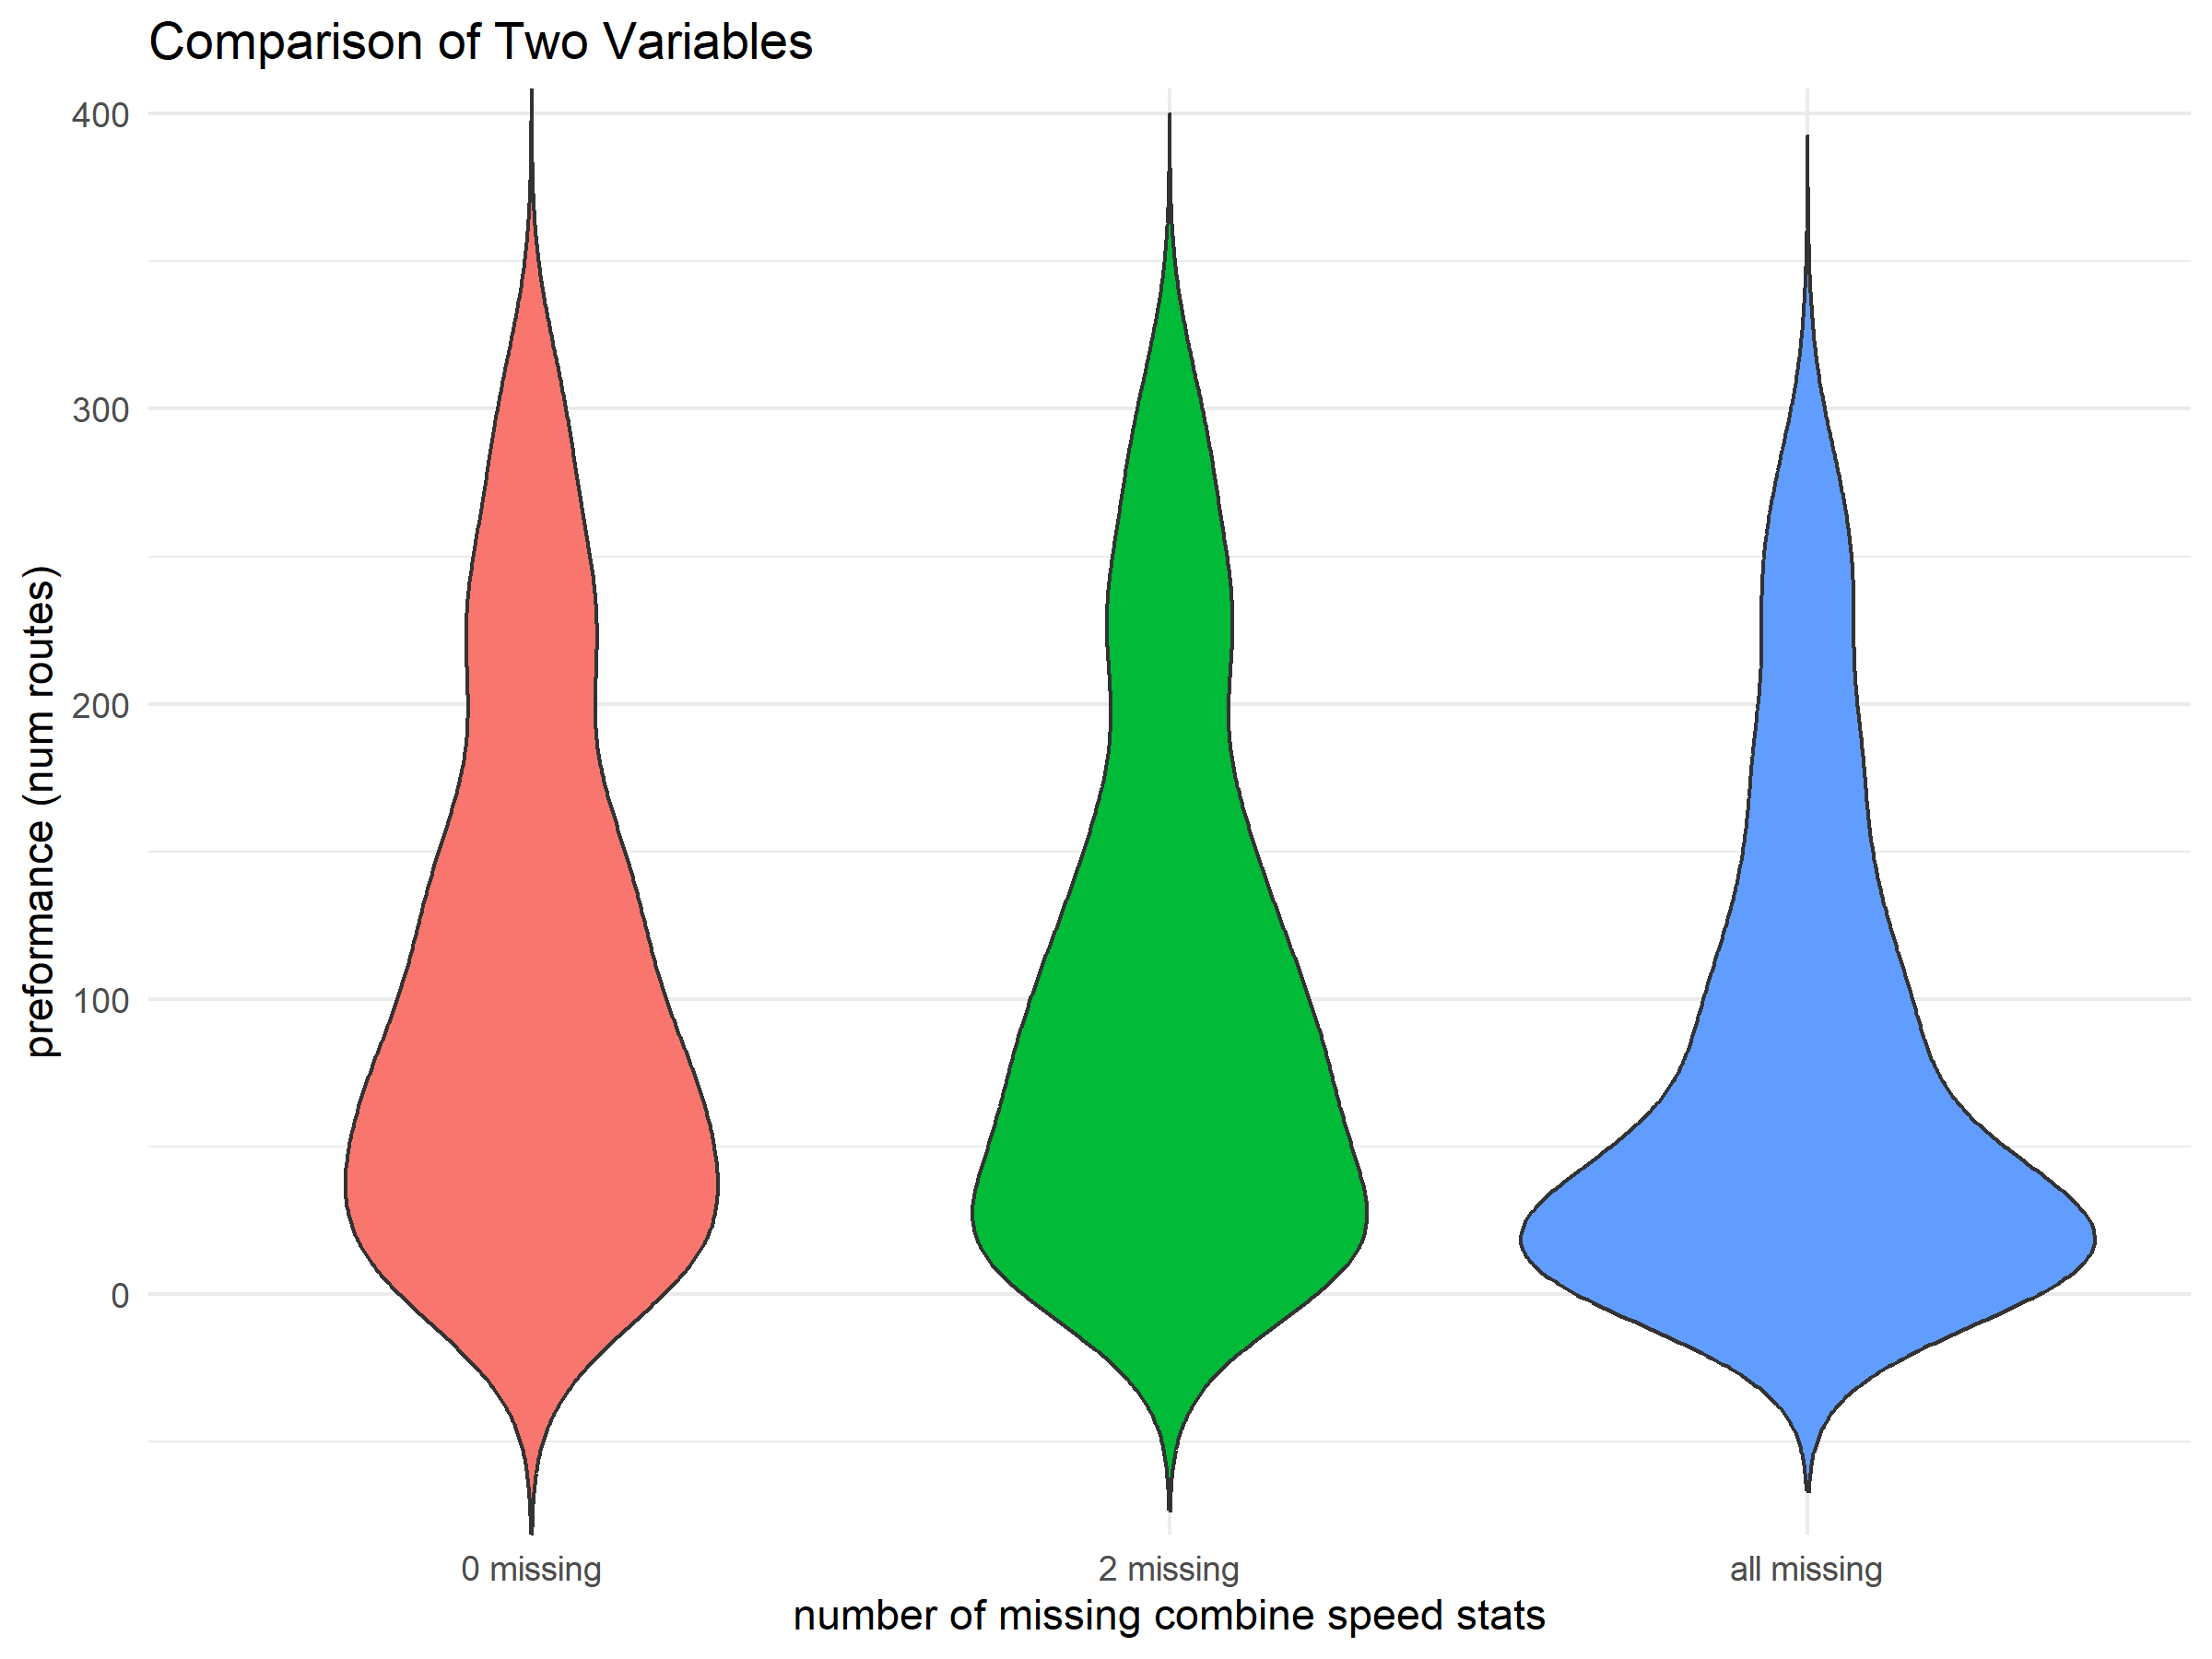 Comparison of Two Variables
400
300
200
100
0
preformance (num routes)
0 missing
2 missing
all missing
number of missing combine speed stats